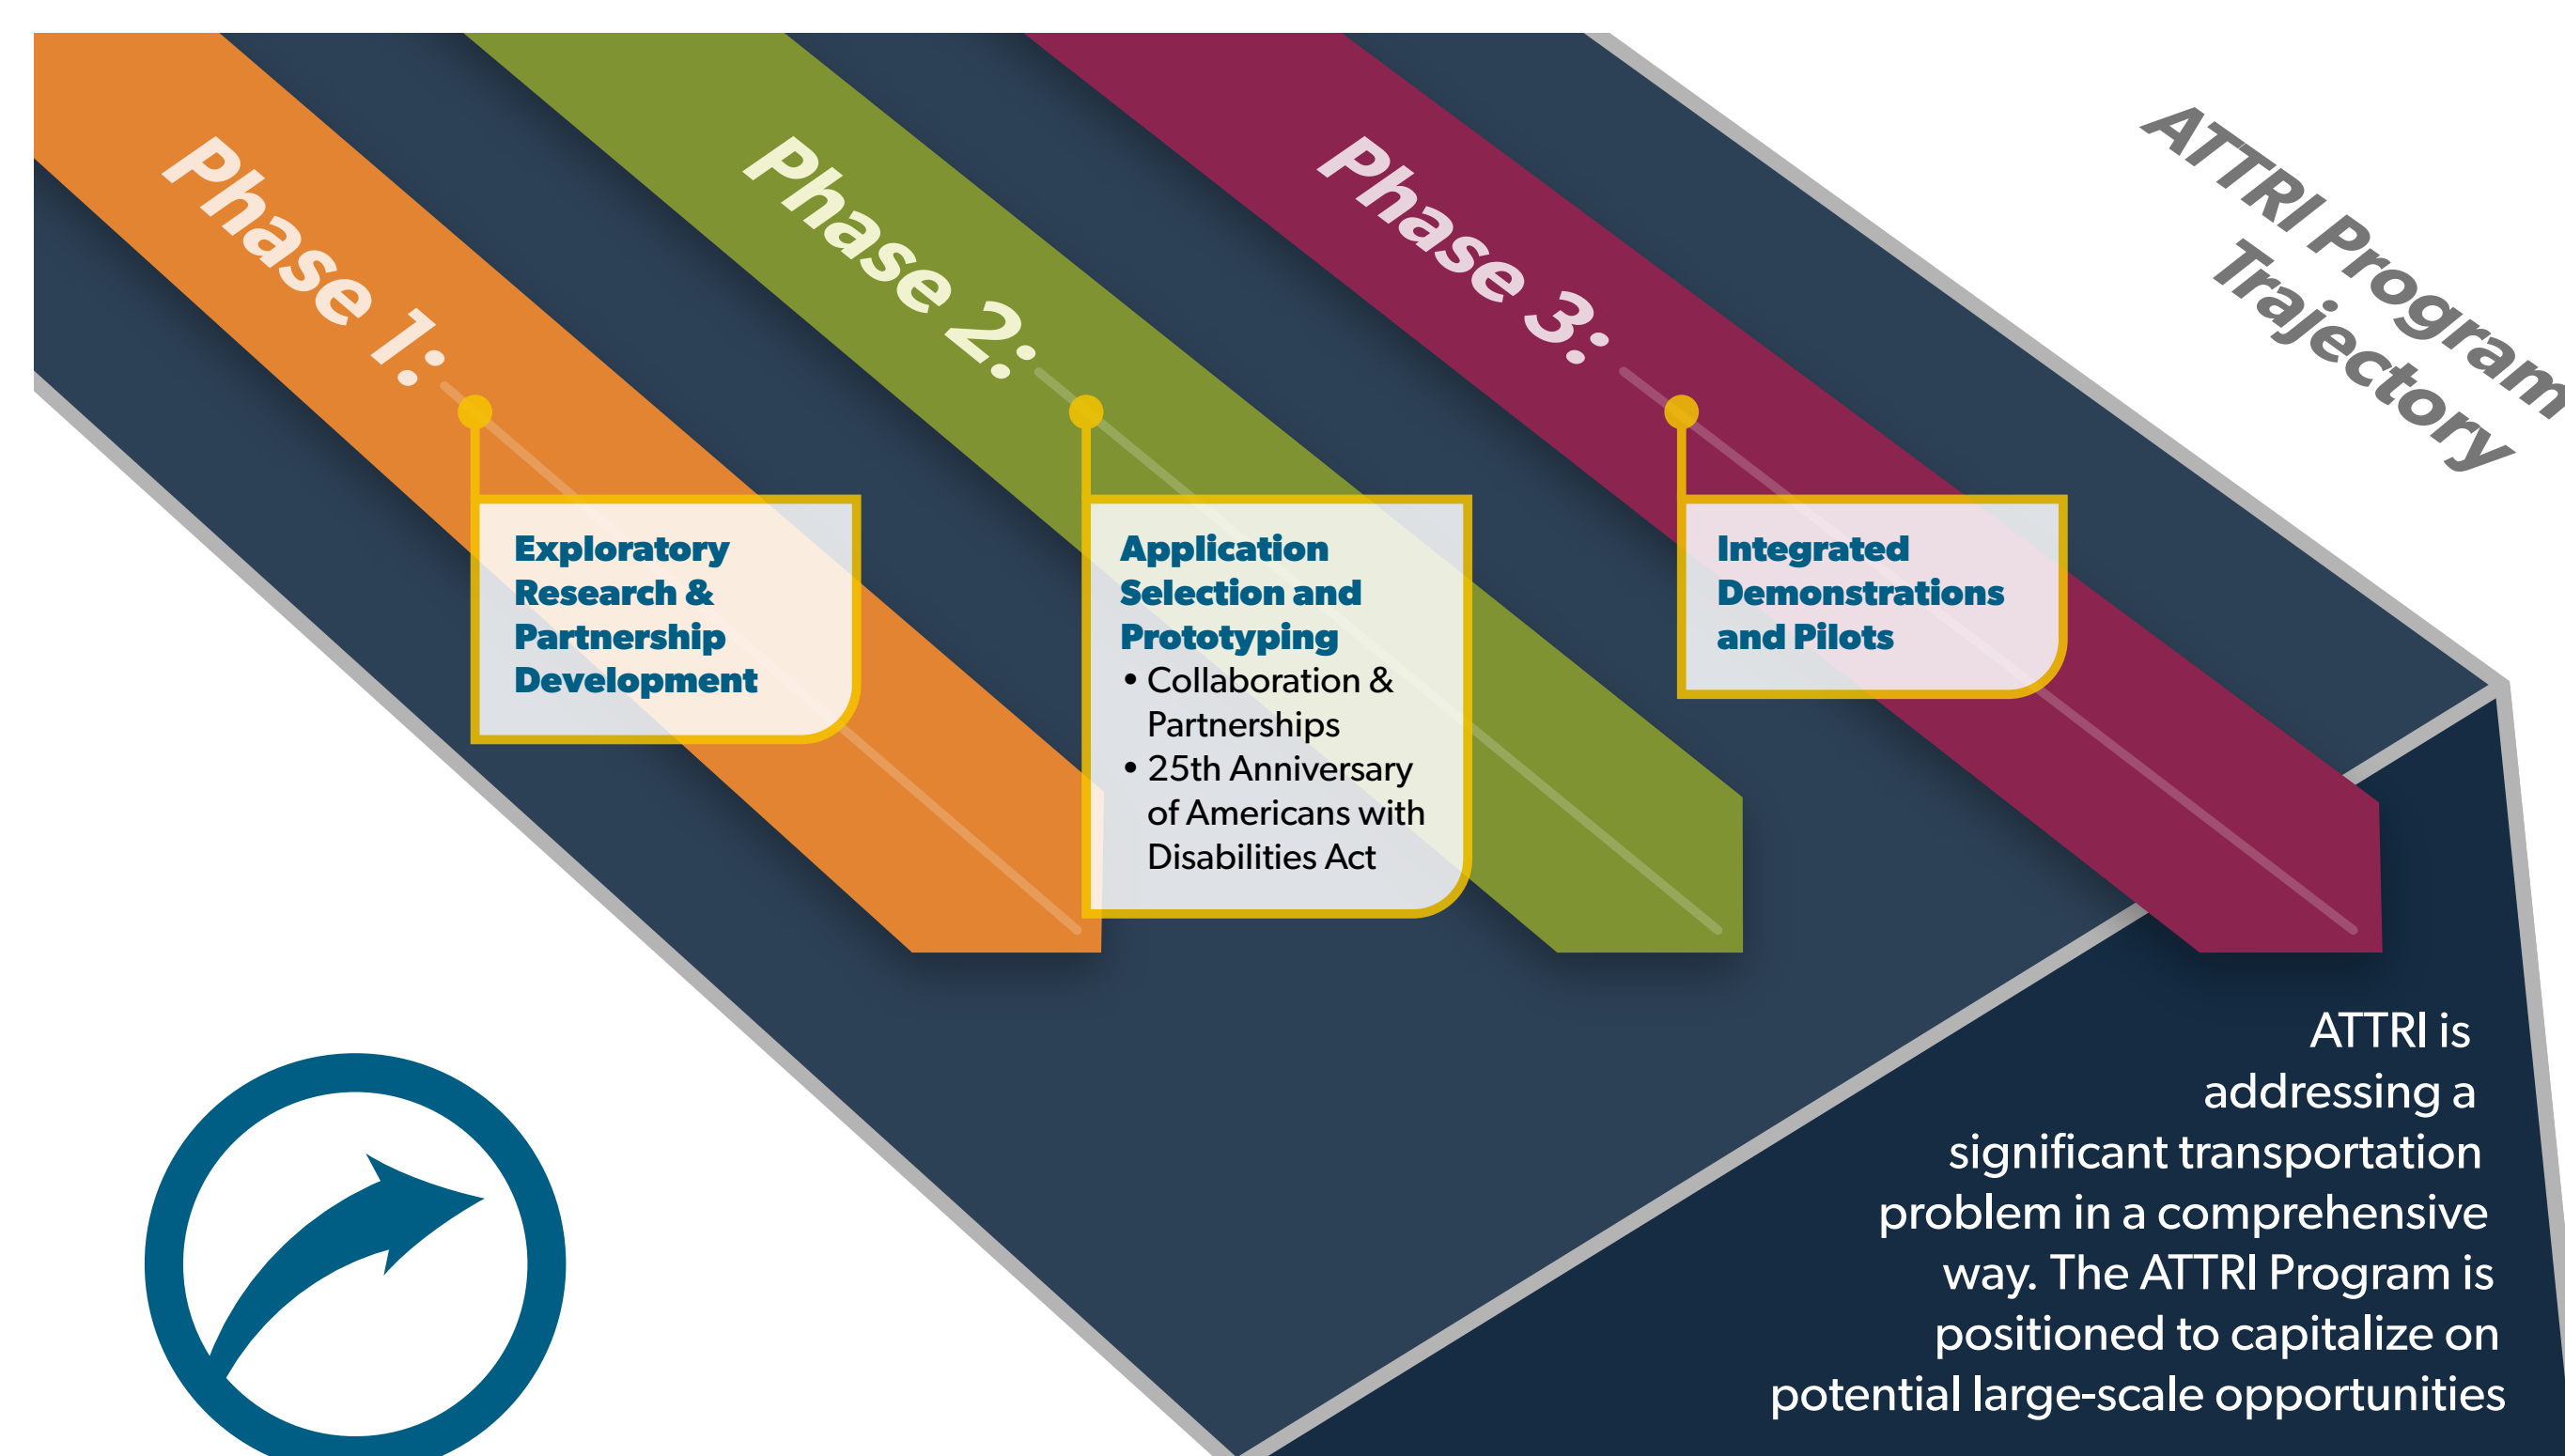 Phase 1:
Exploratory
Research &
Partnership
Development
Phase 2:
Application
Selection and
Prototyping
• Collaboration &
Partnerships
• 25th Anniversary
of Americans with
Disabilities Act
Phase 3:
Integrated
Demonstrations
and Pilots
ATTRI Program
Trajectory
ATTRI is
addressing a
significant transportation
problem in a comprehensive
way. The ATTRI Program is
positioned to capitalize on
potential large-scale opportunities